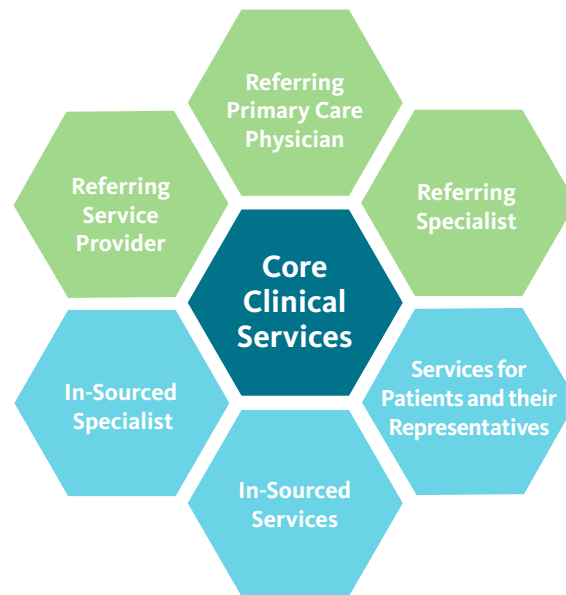 Referring
Primary Care
Physician
Referring
Service
Provider
Referring
Specialist
Core
Clinical
Services
In-Sourced
Specialist
Services for
Patients and their
Representatives
In-Sourced
Services